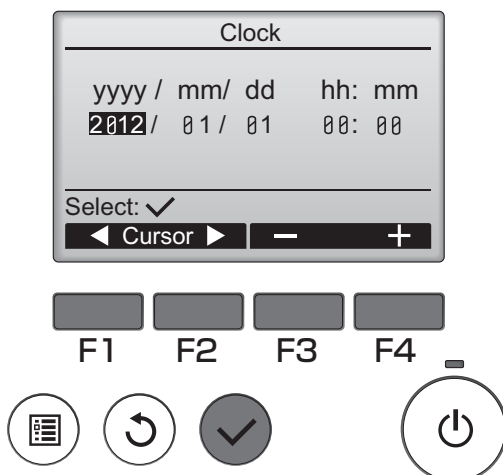 Clock
yyyy / mm/ dd hh: mm
2012/ 01/ 01 00: 00
Select: ✓
◀ Cursor ▶ − +
F1 F2 F3 F4